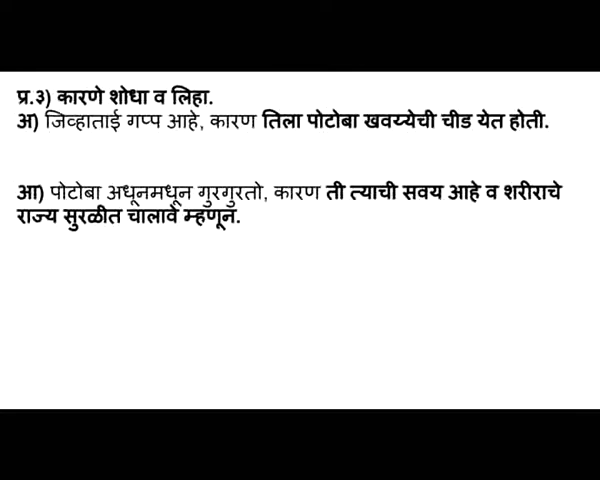 प्र.३) कारणे शोधा व लिहा.
अ) जिव्हाताई गप्प आहे, कारण तिला पोटोबा खवय्येची चीड येत होती.
आ) पोटोबा अधूनमधून गुरगुरतो, कारण ती त्याची सवय आहे व शरीराचे
राज्य सुरळीत चालावे म्हणून.